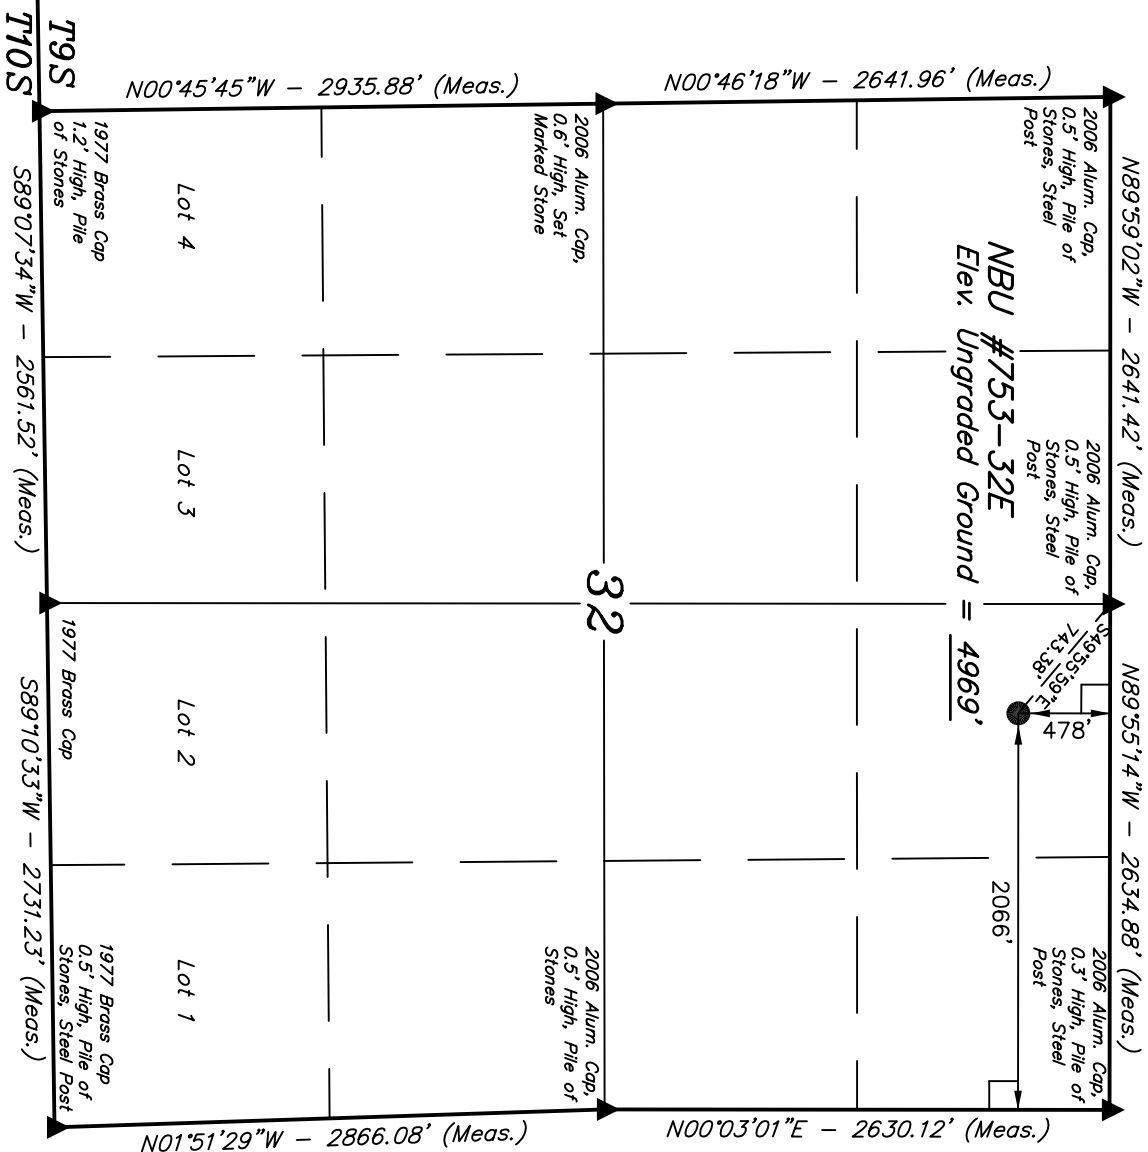 N89°59'02"W - 2641.42' (Meas.)
N89°55'14"W - 2634.88' (Meas.)
2006 Alum. Cap,
0.5' High, Pile of
Stones, Steel
Post
2006 Alum. Cap,
0.5' High, Pile of
Stones, Steel
Post
2006 Alum. Cap,
0.3' High, Pile of
Stones, Steel
Post
S49°55'59"E
743.38'
478'
2066'
NBU #753-32E
Elev. Ungraded Ground = 4969'
N00°46'18"W - 2641.96' (Meas.)
N00°03'01"E - 2630.12' (Meas.)
32
2006 Alum. Cap,
0.6' High, Set
Marked Stone
2006 Alum. Cap,
0.5' High, Pile of
Stones
N00°45'45"W - 2935.88' (Meas.)
N01°51'29"W - 2866.08' (Meas.)
Lot 4
Lot 3
Lot 2
Lot 1
1977 Brass Cap
1.2' High, Pile
of Stones
1977 Brass Cap
1977 Brass Cap
0.5' High, Pile of
Stones, Steel Post
T9S
T10S
S89°07'34"W - 2561.52' (Meas.)
S89°10'33"W - 2731.23' (Meas.)